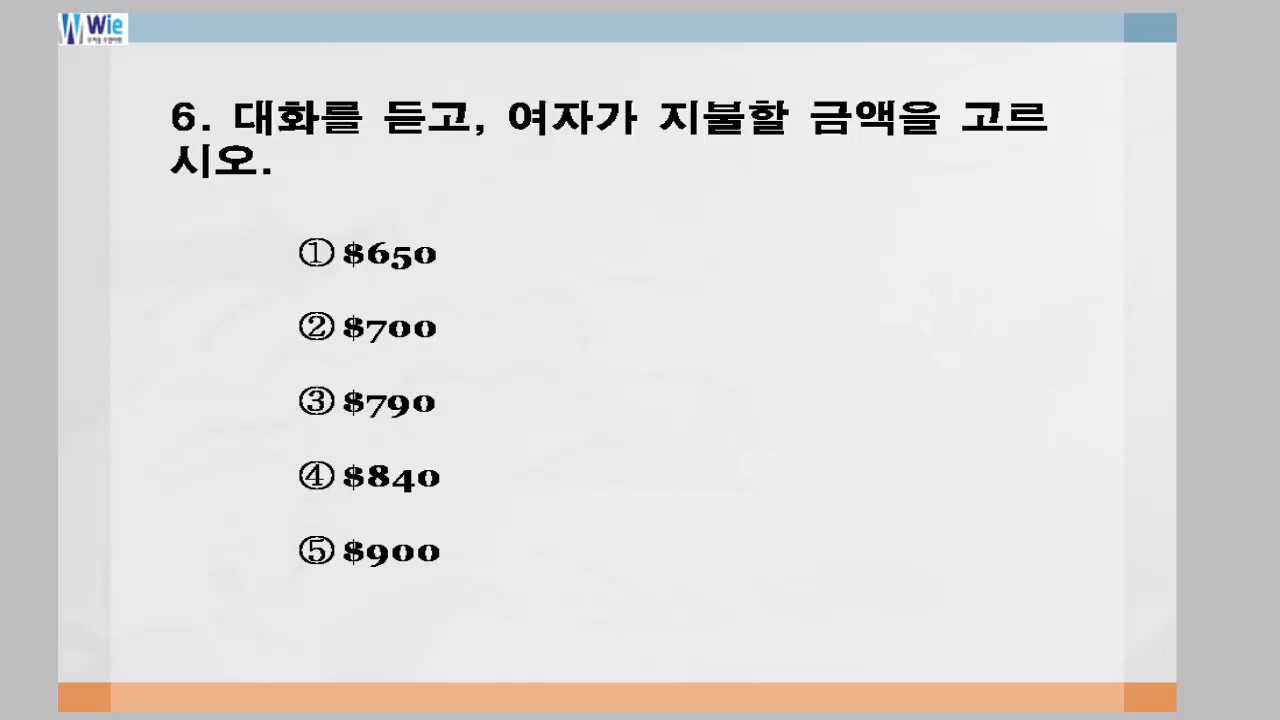 Wie
6. 대화를 듣고, 여자가 지불할 금액을 고르
시오.
① $650
② $700
③ $790
④ $840
⑤ $900